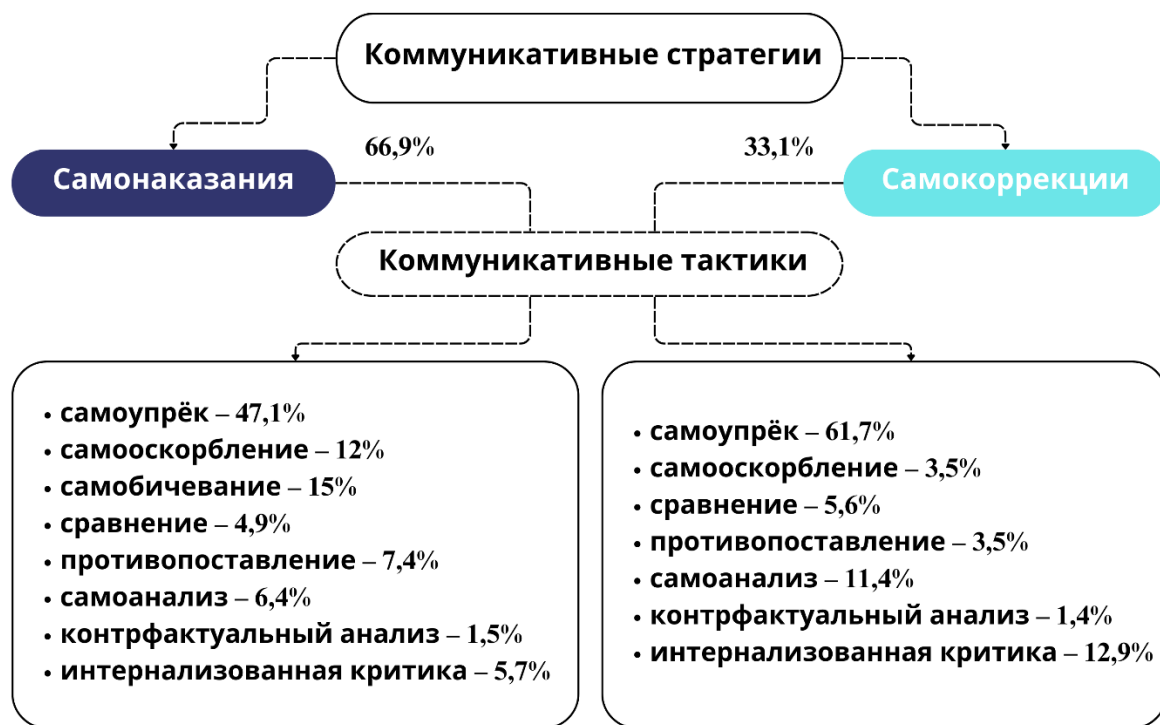 Коммуникативные стратегии
66,9%
33,1%
Самонаказания
Самокоррекции
Коммуникативные тактики
• самоупрёк – 47,1%
• самооскорбление – 12%
• самобичевание – 15%
• сравнение – 4,9%
• противопоставление – 7,4%
• самоанализ – 6,4%
• контрфактуальный анализ – 1,5%
• интернализованная критика – 5,7%
• самоупрёк – 61,7%
• самооскорбление – 3,5%
• сравнение – 5,6%
• противопоставление – 3,5%
• самоанализ – 11,4%
• контрфактуальный анализ – 1,4%
• интернализованная критика – 12,9%